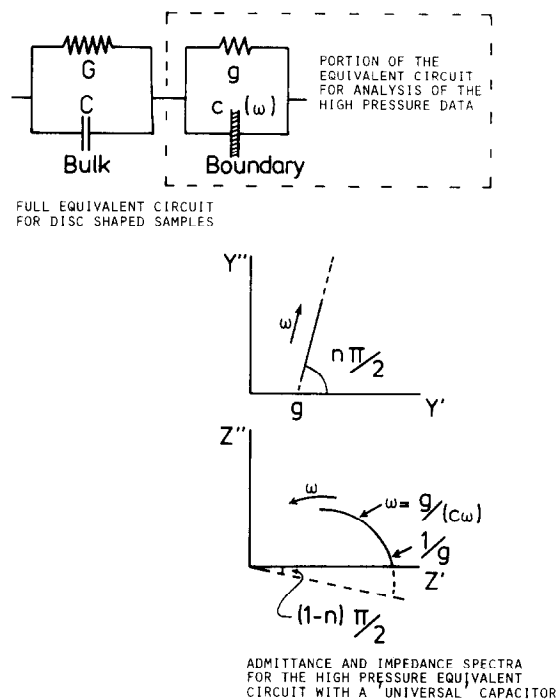 G
C
Bulk
g
c (ω)
Boundary
PORTION OF THE
EQUIVALENT CIRCUIT
FOR ANALYSIS OF THE
HIGH PRESSURE DATA
FULL EQUIVALENT CIRCUIT
FOR DISC SHAPED SAMPLES
Y"
ω
nπ/2
g
Y'
Z"
ω
ω= g/(cω)
1/g
Z'
(1-n) π/2
ADMITTANCE AND IMPEDANCE SPECTRA
FOR THE HIGH PRESSURE EQUIVALENT
CIRCUIT WITH A 'UNIVERSAL' CAPACITOR